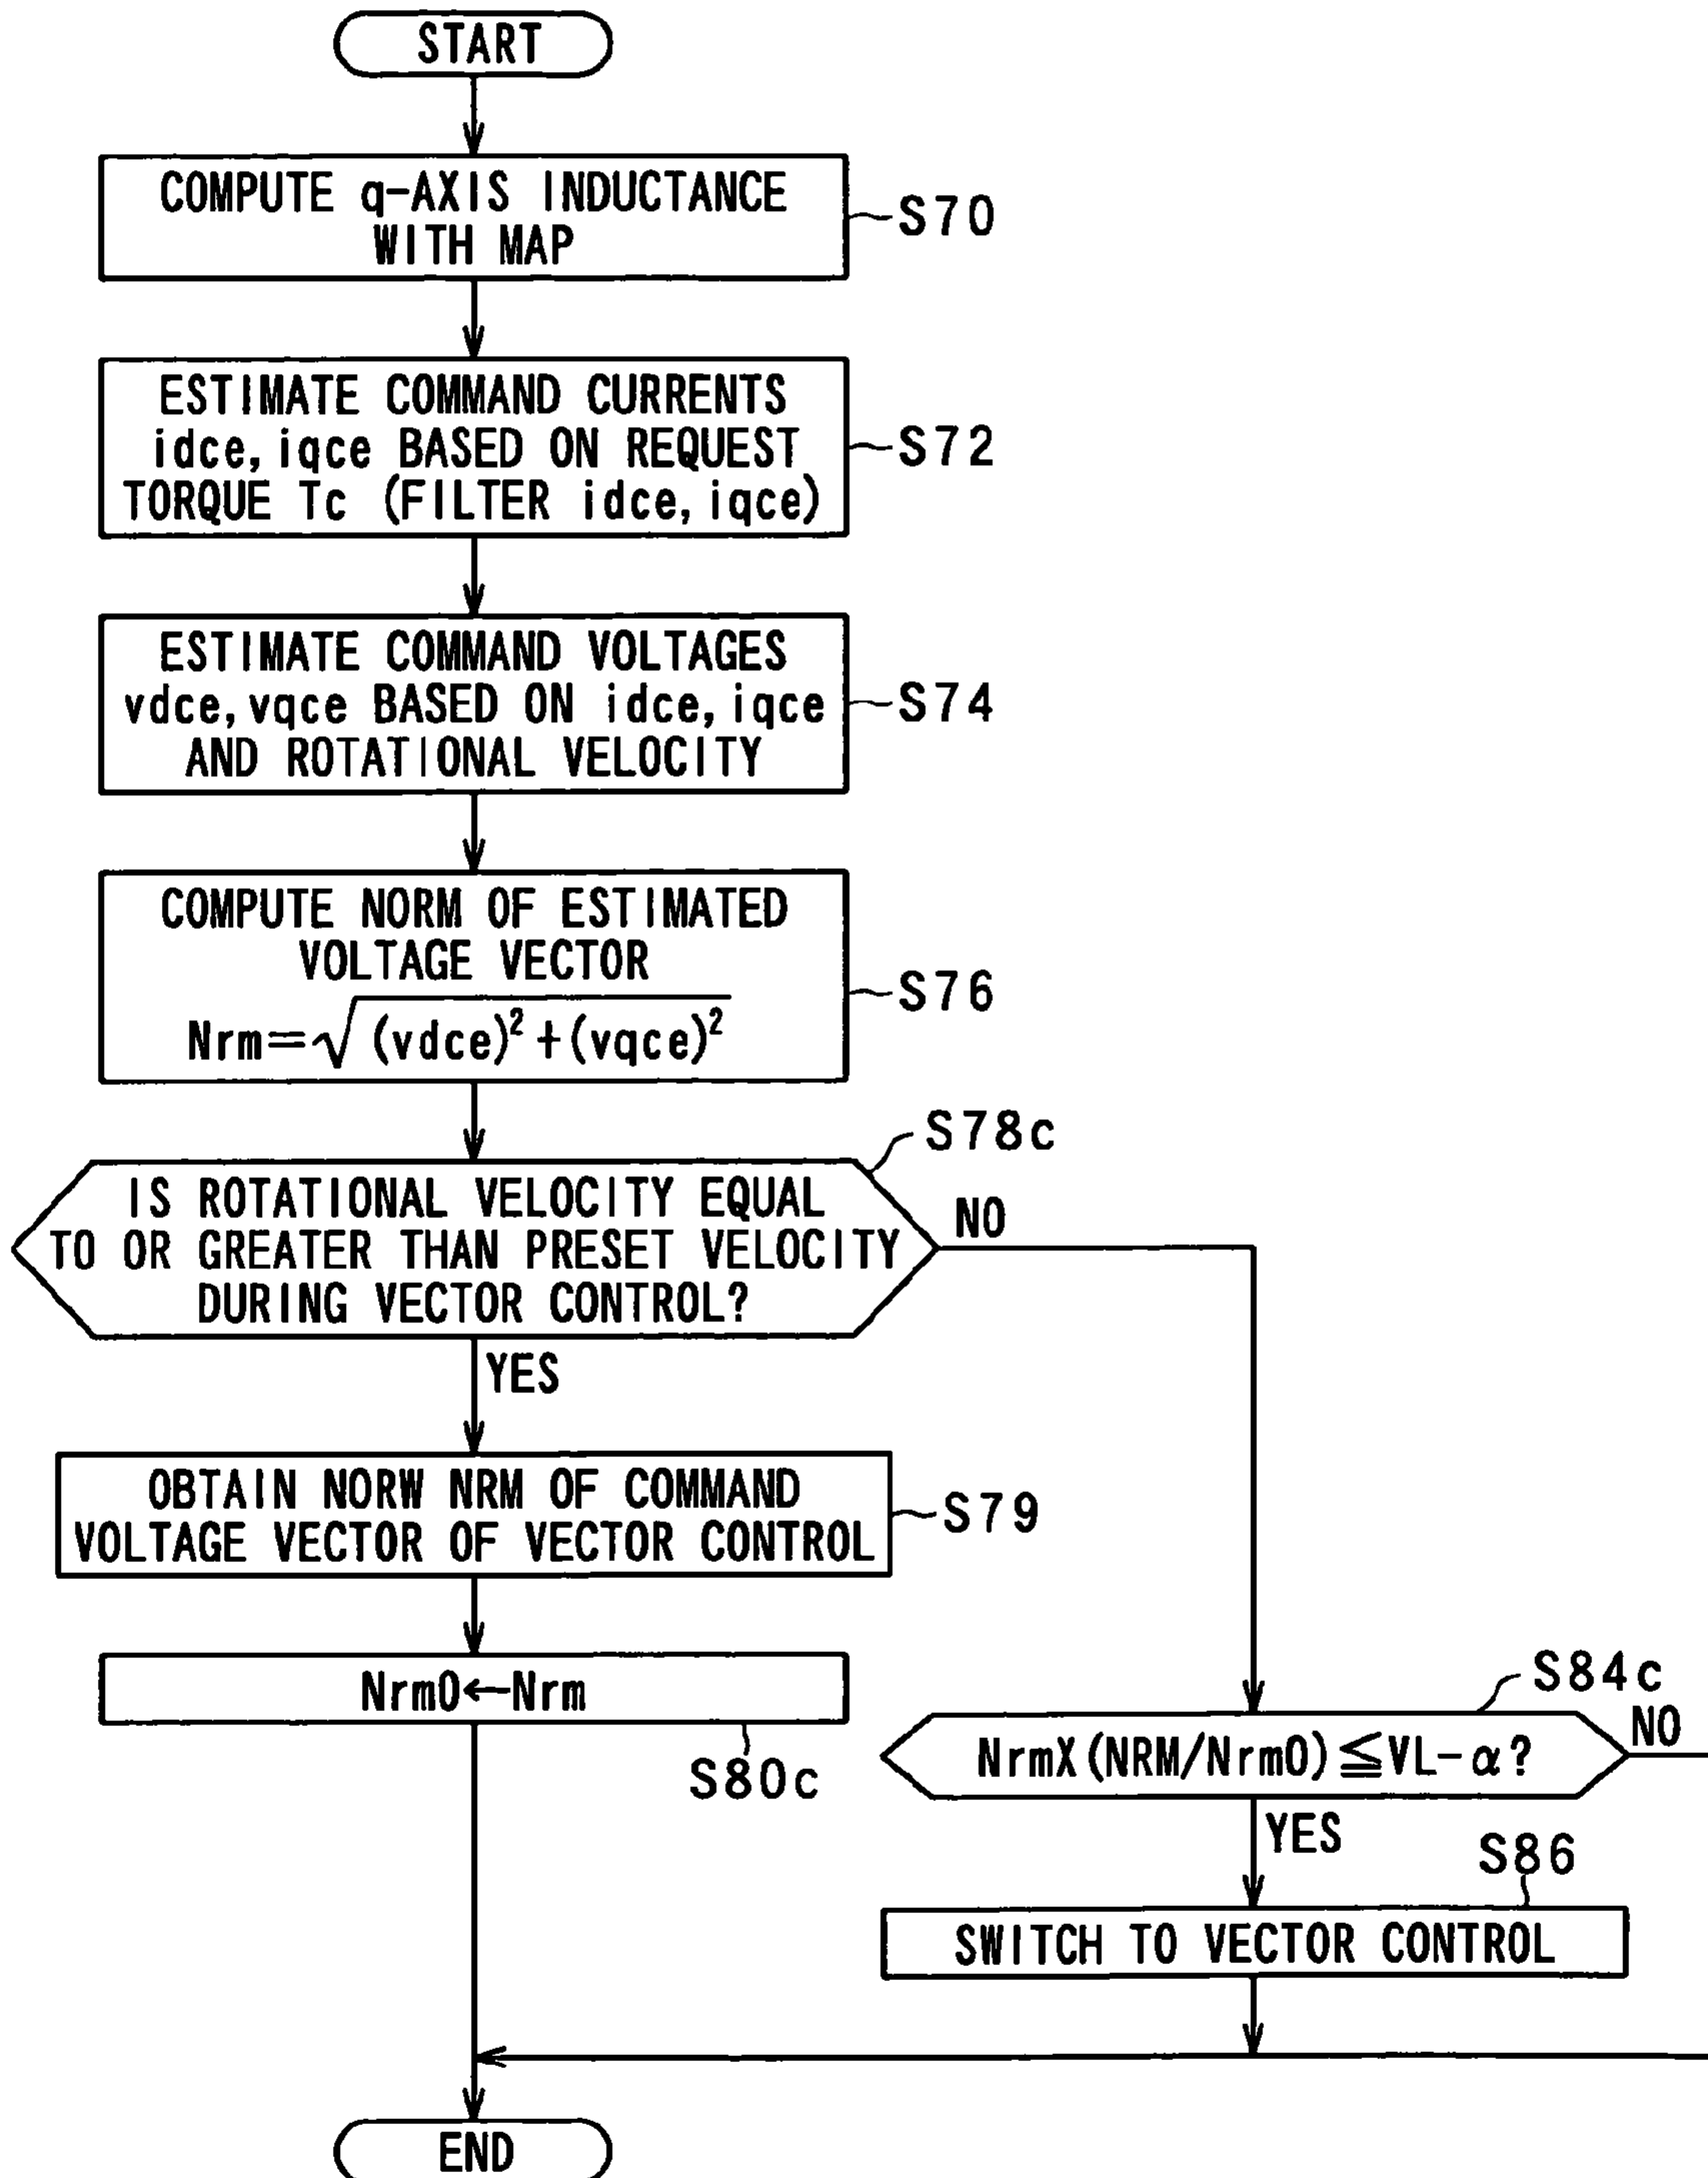 START
COMPUTE q-AXIS INDUCTANCE
WITH MAP
S70
ESTIMATE COMMAND CURRENTS
idce, iqce BASED ON REQUEST
TORQUE Tc (FILTER idce, iqce)
S72
ESTIMATE COMMAND VOLTAGES
vdce, vqce BASED ON idce, iqce
AND ROTATIONAL VELOCITY
S74
COMPUTE NORM OF ESTIMATED
VOLTAGE VECTOR
Nrm=√(vdce)²+(vqce)²
S76
S78c
IS ROTATIONAL VELOCITY EQUAL
TO OR GREATER THAN PRESET VELOCITY
DURING VECTOR CONTROL?
NO
YES
OBTAIN NORW NRM OF COMMAND
VOLTAGE VECTOR OF VECTOR CONTROL
S79
Nrm0←Nrm
S80c
S84c
NrmX(NRM/Nrm0)≦VL-α?
NO
YES
S86
SWITCH TO VECTOR CONTROL
END